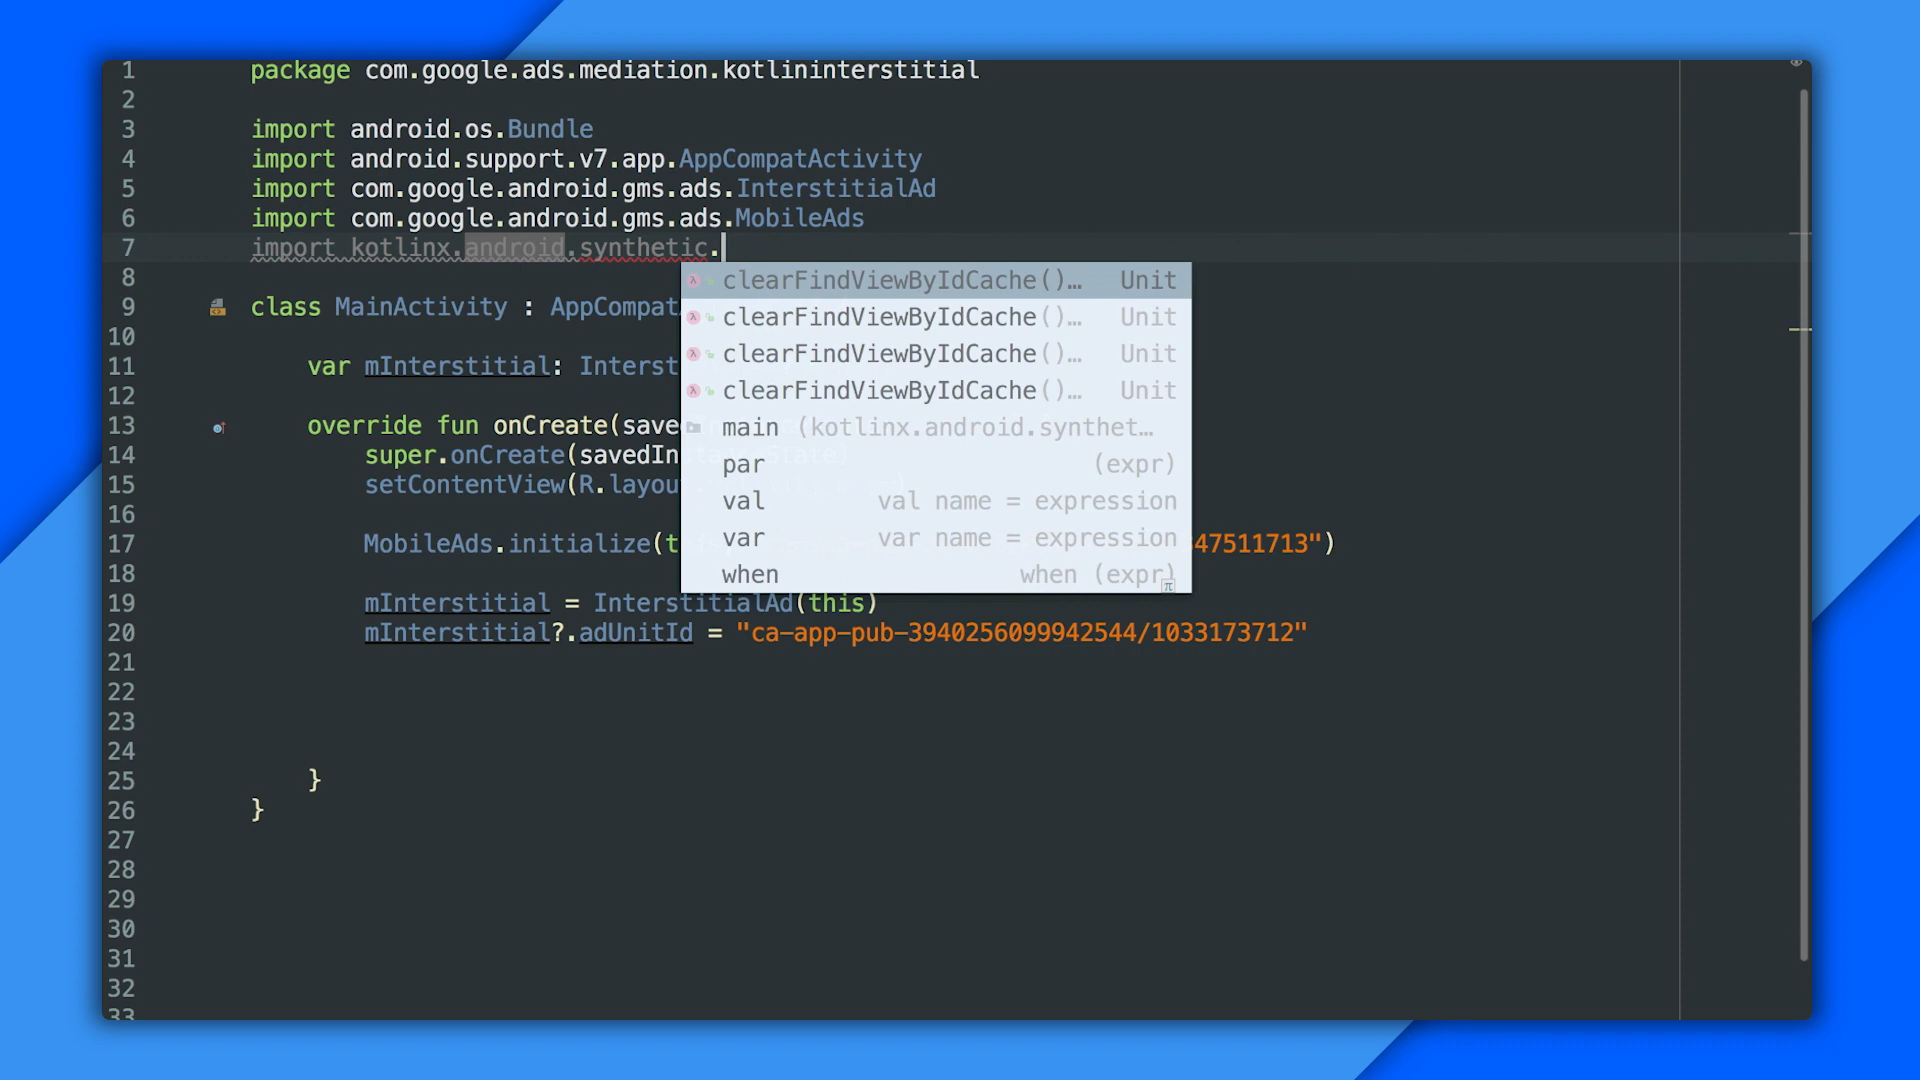 1 package com.google.ads.mediation.kotlininterstitial
2
3 import android.os.Bundle
4 import android.support.v7.app.AppCompatActivity
5 import com.google.android.gms.ads.InterstitialAd
6 import com.google.android.gms.ads.MobileAds
7 import kotlinx.android.synthetic.
clearFindViewByIdCache()… Unit
clearFindViewByIdCache()… Unit
clearFindViewByIdCache()… Unit
clearFindViewByIdCache()… Unit
main (kotlinx.android.synthet…
par (expr)
val val name = expression
var var name = expression
when when (expr)
π
8
9 class MainActivity : AppCompat
10
11 var mInterstitial: Interst
12
13 override fun onCreate(save
14 super.onCreate(savedIn State)
15 setContentView(R.layou
16
17 MobileAds.initialize(t 47511713")
18
19 mInterstitial = InterstitialAd(this)
20 mInterstitial?.adUnitId = "ca-app-pub-3940256099942544/1033173712"
21
22
23
24
25 }
26 }
27
28
29
30
31
32
33